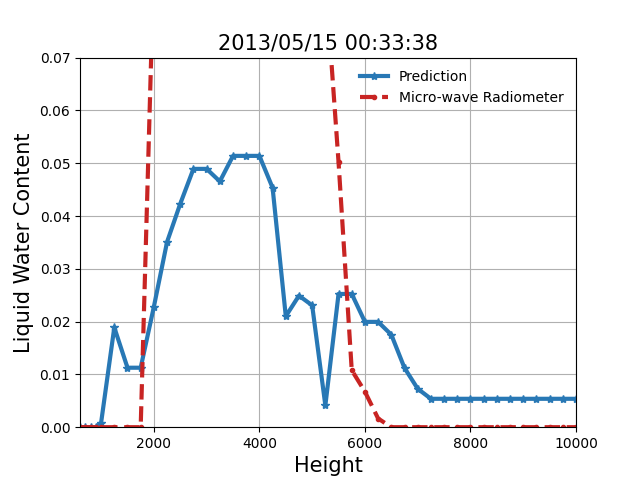 2013/05/15 00:33:38
Liquid Water Content
0.07
0.06
0.05
0.04
0.03
0.02
0.01
0.00
Prediction
Micro-wave Radiometer
2000 4000 6000 8000 10000
Height